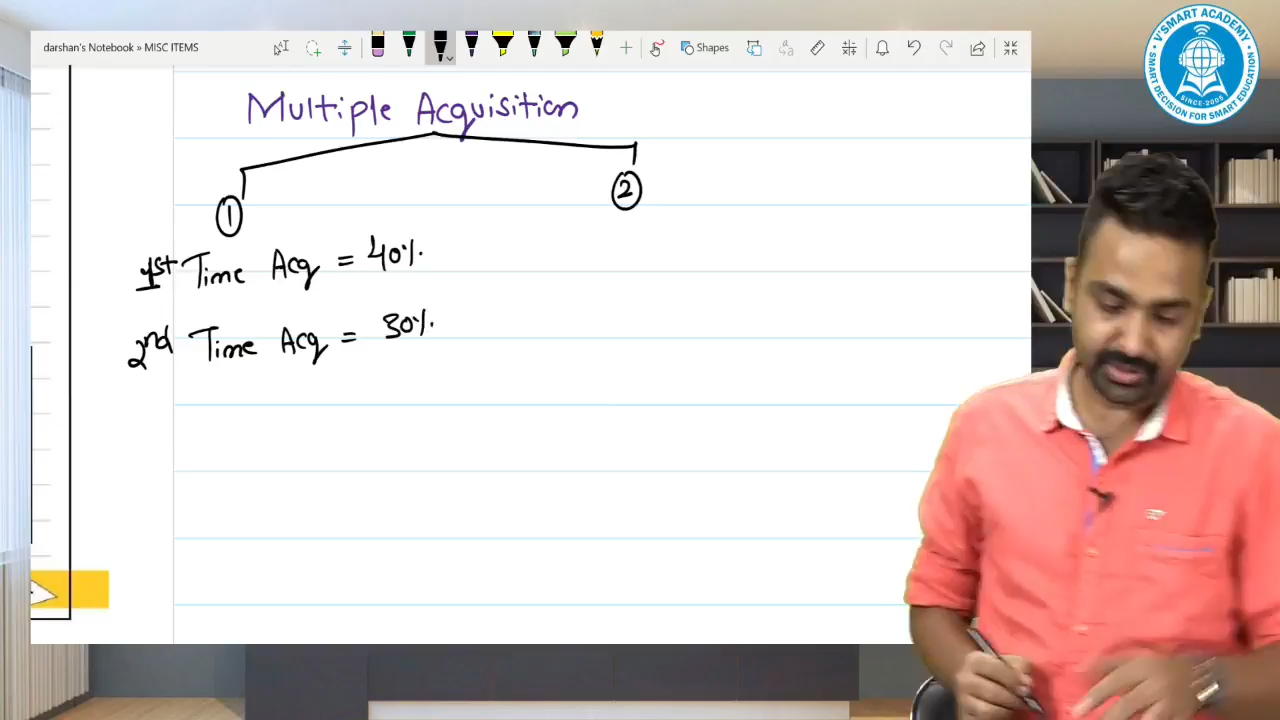 darshan's Notebook » MISC ITEMS
Shapes
V'SMART ACADEMY
SINCE-2005
SMART DECISION FOR SMART EDUCATION
Multiple Acquisition
1 2
1st Time Acq = 40%.
2nd Time Acq = 30%.